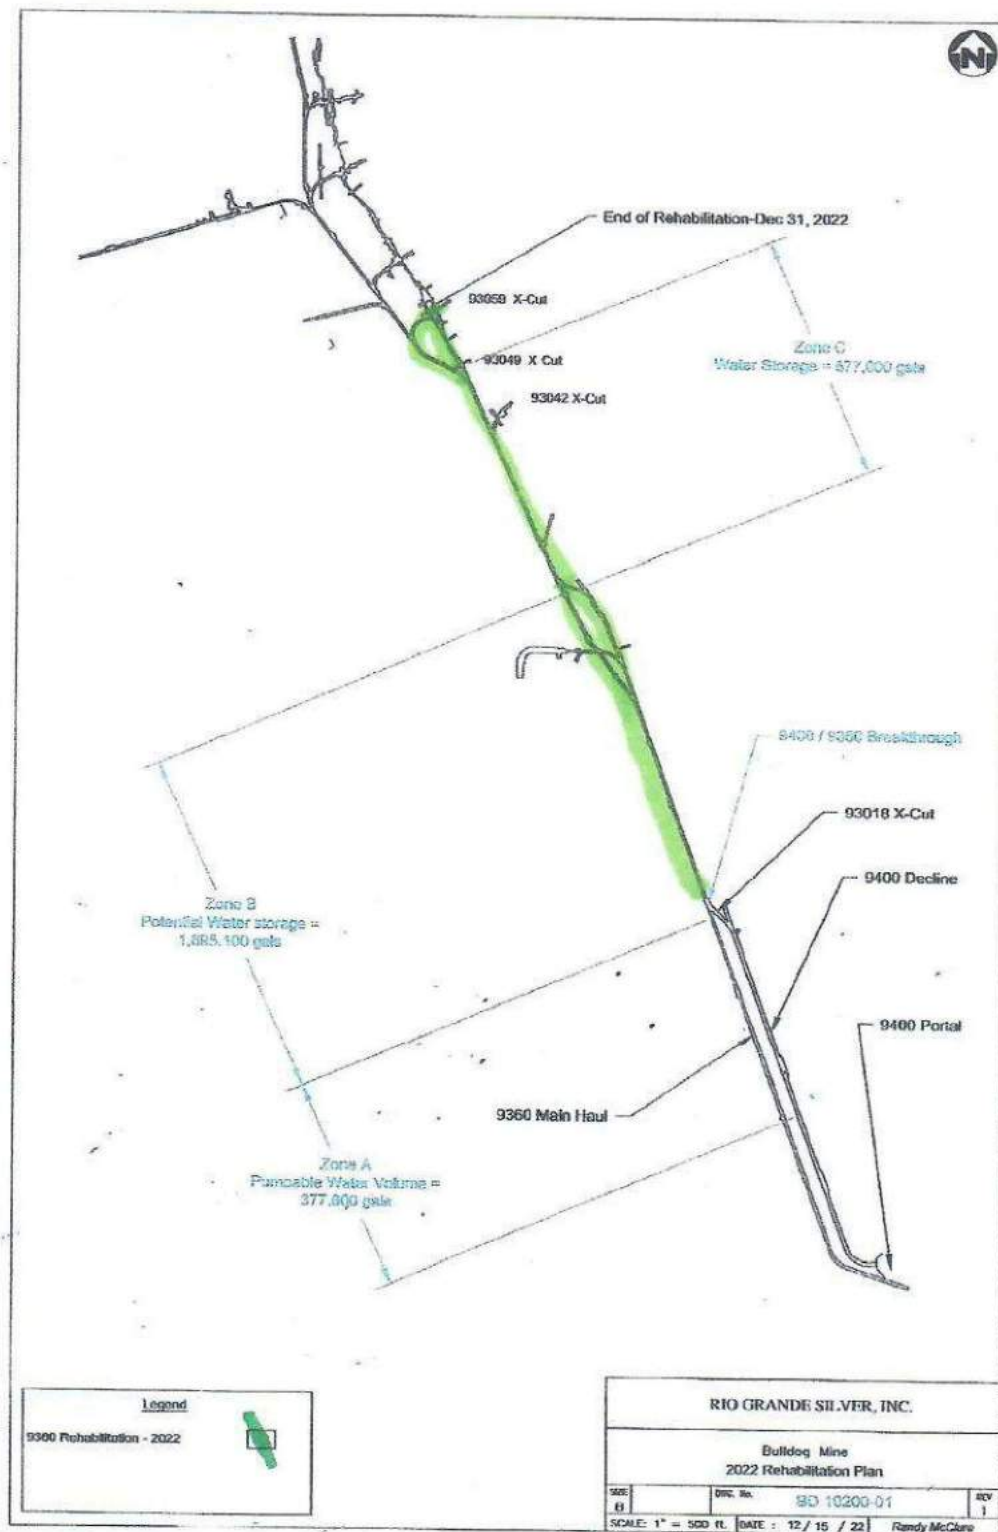 N
End of Rehabilitation-Dec 31, 2022
93059 X-Cut
Zone C
Water Storage = 677,000 gals
93049 X Cut
93042 X-Cut
9400 / 9360 Breakthrough
93018 X-Cut
9400 Decline
Zone B
Potential Water storage =
1,895,100 gals
9400 Portal
9360 Main Haul
Zone A
Pumpable Water Volume =
377,000 gals
Legend
9360 Rehabilitation - 2022
RIO GRANDE SILVER, INC.
Bulldog Mine
2022 Rehabilitation Plan
SIZE
B
DWG. No.
BD 10200-01
REV
1
SCALE: 1" = 500 ft.
DATE : 12 / 15 / 22
Randy McClure